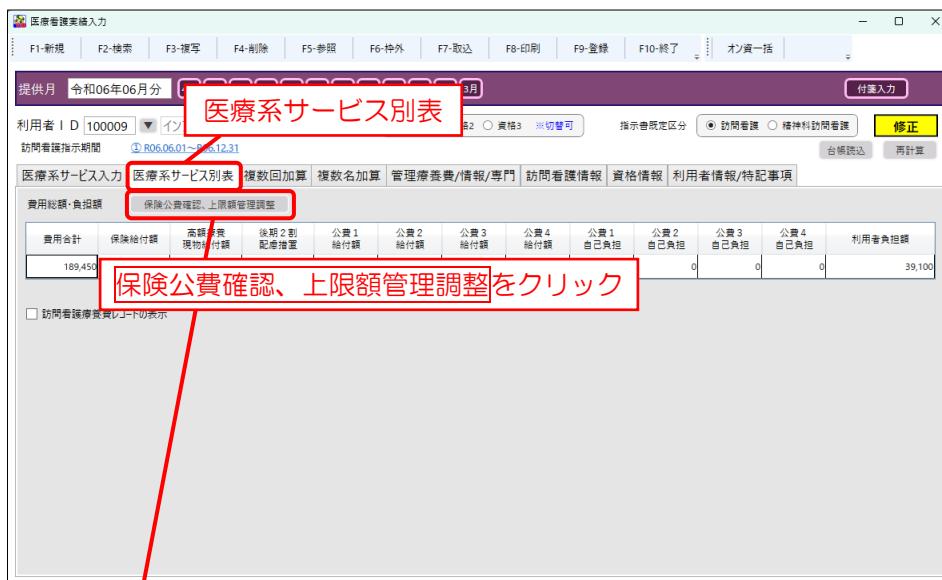 医療看護実績入力
F1-新規 F2-検索 F3-複写 F4-削除 F5-参照 F6-枠外 F7-取込 F8-印刷 F9-登録 F10-終了 オン資一括
提供月 令和06年06月分 3月 付箋入力
医療系サービス別表
利用者ID 100009 資格3 ※切替可 指示書既定区分 訪問看護 精神科訪問看護 修正
訪問看護指示期間 ① R06.06.01～R06.12.31 台帳読込 再計算
医療系サービス入力 医療系サービス別表 複数回加算 複数名加算 管理療養費/情報/専門 訪問看護情報 資格情報 利用者情報/特記事項
費用総額・負担額 保険公費確認、上限額管理調整
費用合計 保険給付額 高額療養現物給付額 後期2割配慮措置 公費1給付額 公費2給付額 公費3給付額 公費4給付額 公費1自己負担 公費2自己負担 公費3自己負担 公費4自己負担 利用者負担額
189,450 0 0 0 39,100
保険公費確認、上限額管理調整をクリック
訪問看護療養費レコードの表示